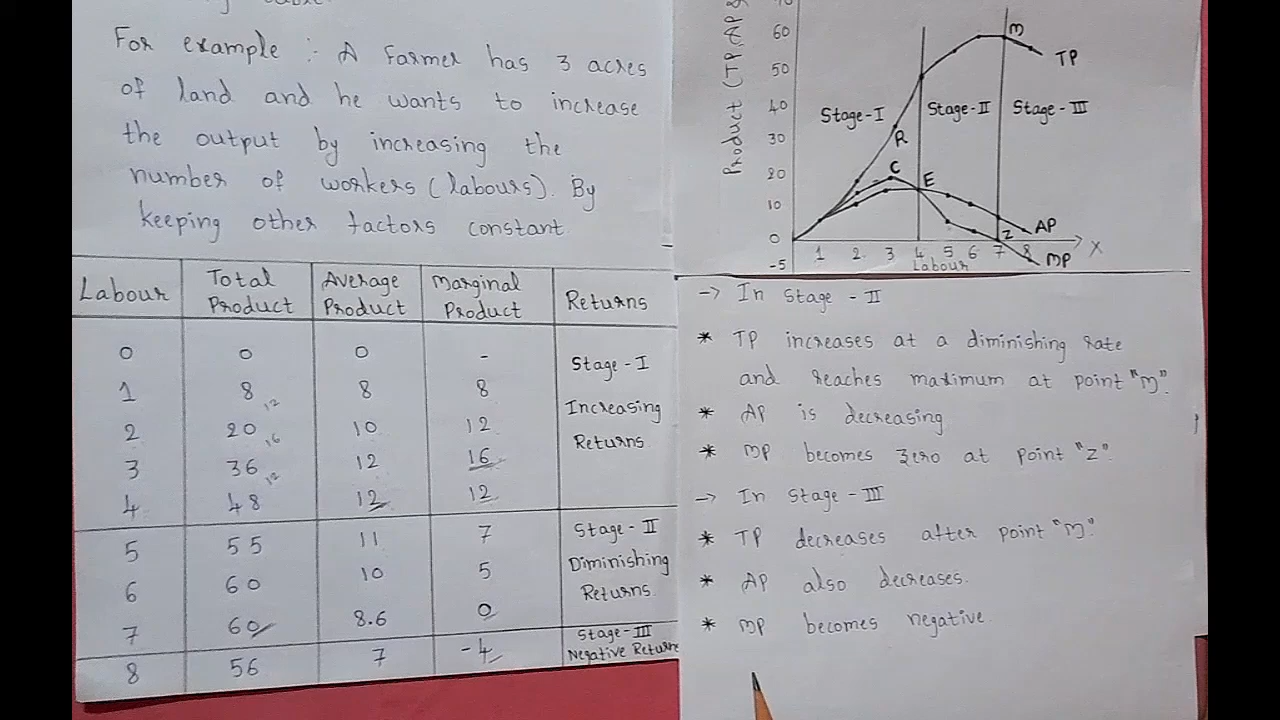 For example : A farmer has 3 acres
of land and he wants to increase
the output by increasing the
number of workers (labours). By
keeping other factors constant.
Labour Total Product Average Product Marginal Product Returns
0 0 0 - Stage-I
1 8 8 8 Increasing
12
2 20 10 12 Returns
16
3 36 12 16
12
4 48 12 12
5 55 11 7 Stage-II
6 60 10 5 Diminishing Returns.
7 60 8.6 0 Stage-III
8 56 7 -4 Negative Returns
Product (TP, AP &
60 M
TP
50
40 Stage-I Stage-II Stage-III
30 R
20 C
E
10
AP
0 Z
-5 1 2 3 4 5 6 7 8 MP X
Labour
-> In Stage - II
* TP increases at a diminishing rate
and reaches maximum at point "M".
* AP is decreasing
* MP becomes zero at point "Z".
-> In Stage - III
* TP decreases after point "M".
* AP also decreases.
* MP becomes negative.